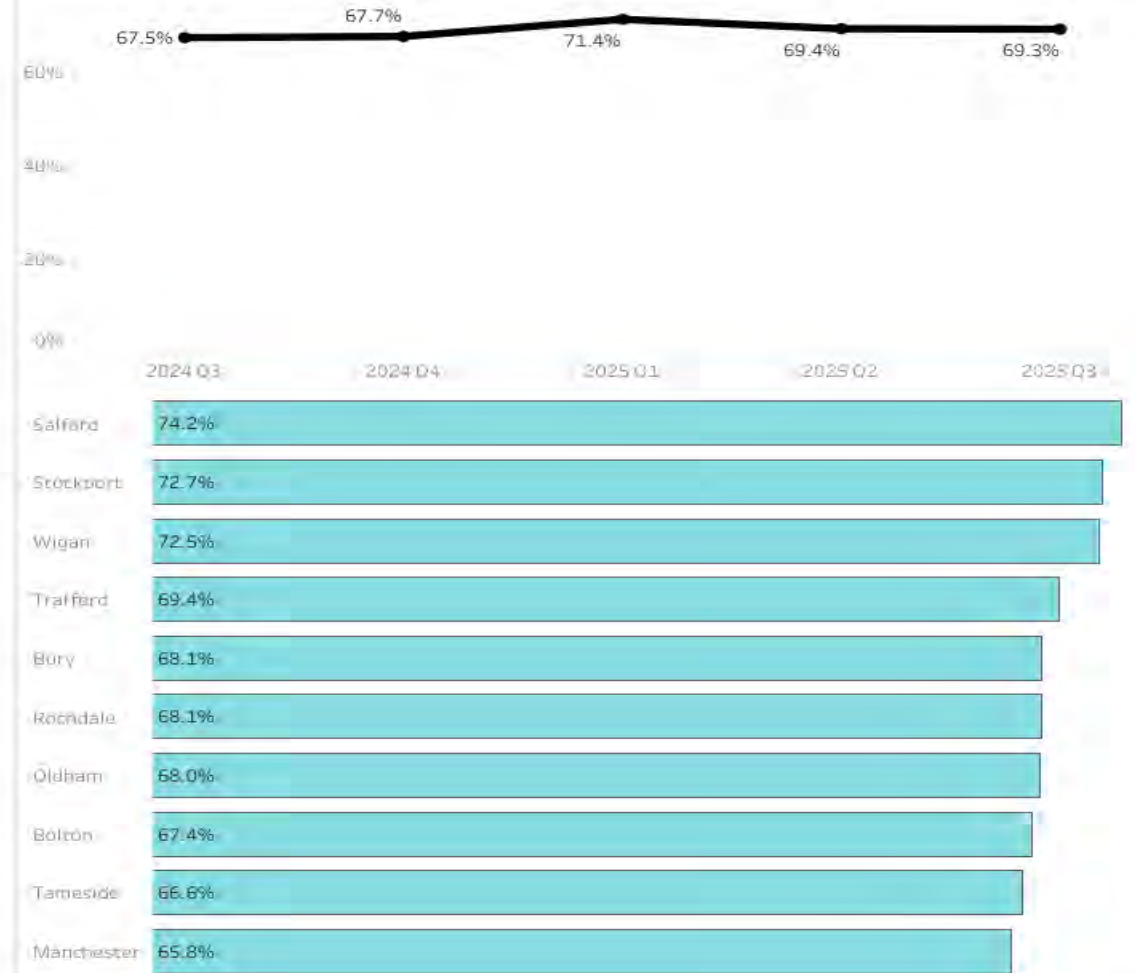 67.7%
67.5%
71.4%
69.4%
69.3%
60%
40%
20%
0%
2024 Q3
2024 Q4
2025 Q1
2025 Q2
2025 Q3
Salford 74.2%
Stockport 72.7%
Wigan 72.5%
Trafford 69.4%
Bury 68.1%
Rochdale 68.1%
Oldham 68.0%
Bolton 67.4%
Tameside 66.6%
Manchester 65.8%